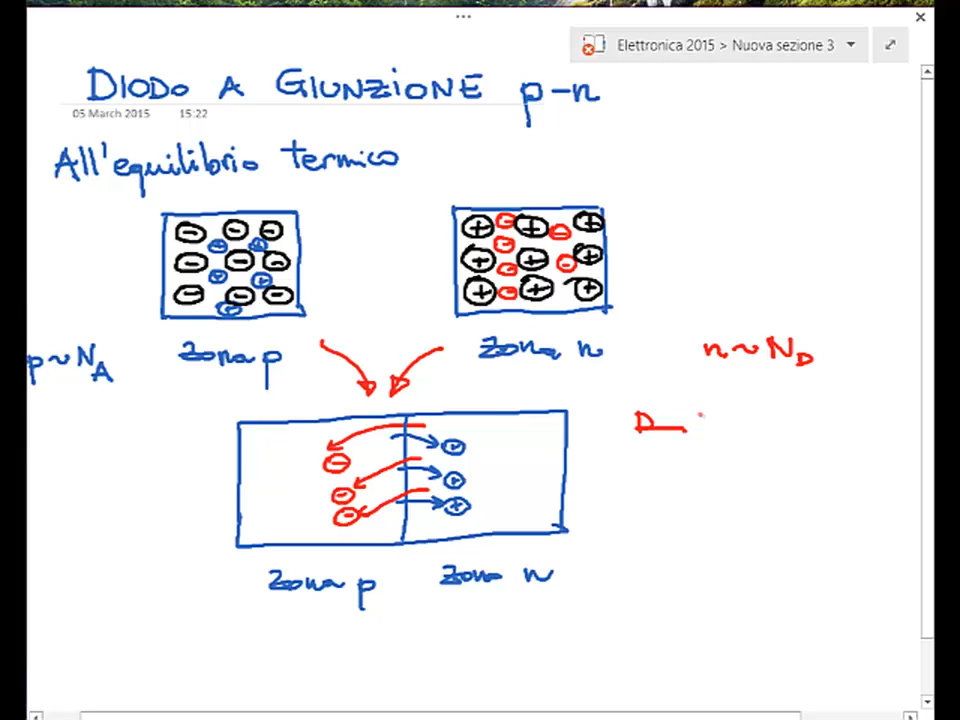 Elettronica 2015 > Nuova sezione 3
DIODO A GIUNZIONE p-n
05 March 2015 15:22
All'equilibrio termico
p~NA
Zona p
Zona n
n~ND
Zona p
Zona n